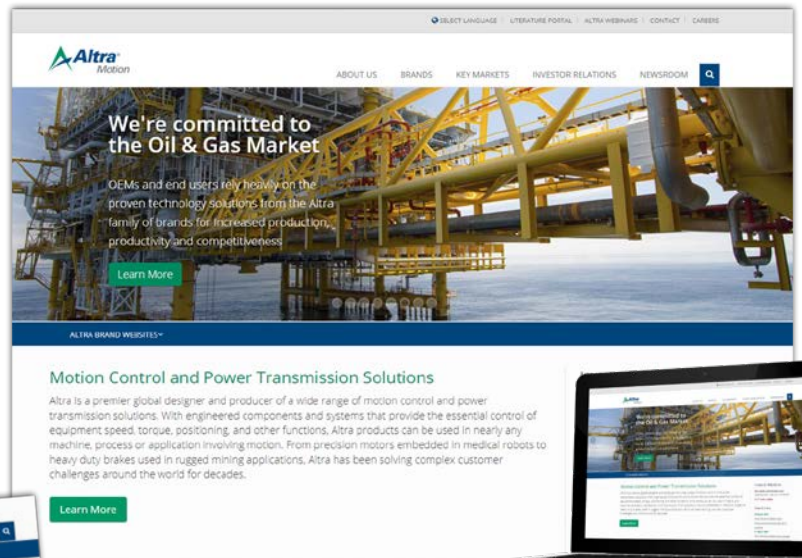 SELECT LANGUAGE | LITERATURE PORTAL | ALTRA WEBINARS | CONTACT | CAREERS
Altra
Motion
ABOUT US BRANDS KEY MARKETS INVESTOR RELATIONS NEWSROOM
We're committed to
the Oil & Gas Market
OEMs and end users rely heavily on the
proven technology solutions from the Altra
family of brands for increased production,
productivity and competitiveness
Learn More
ALTRA BRAND WEBSITES
Motion Control and Power Transmission Solutions
Altra is a premier global designer and producer of a wide range of motion control and power
transmission solutions. With engineered components and systems that provide the essential control of
equipment speed, torque, positioning, and other functions, Altra products can be used in nearly any
machine, process or application involving motion. From precision motors embedded in medical robots to
heavy duty brakes used in rugged mining applications, Altra has been solving complex customer
challenges around the world for decades.
Learn More
Altra
We're committed to
the Oil & Gas Market
Motion Control and Power Transmission Solutions